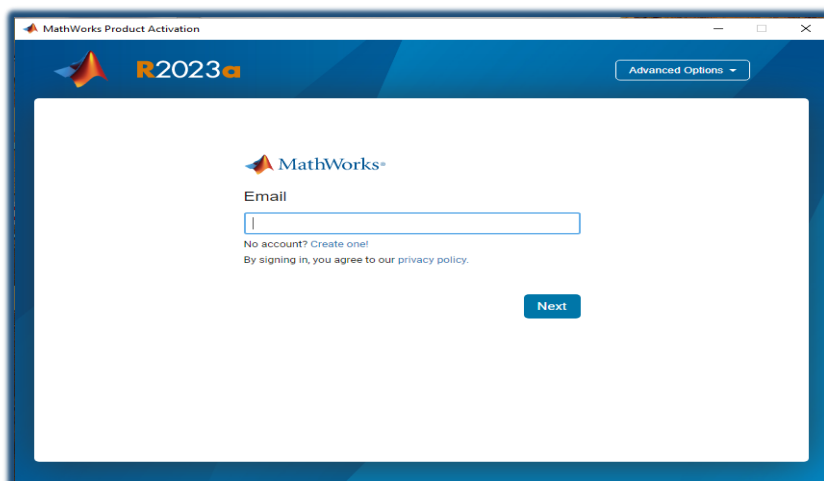 MathWorks Product Activation
R2023a
Advanced Options
MathWorks®
Email
No account? Create one!
By signing in, you agree to our privacy policy.
Next